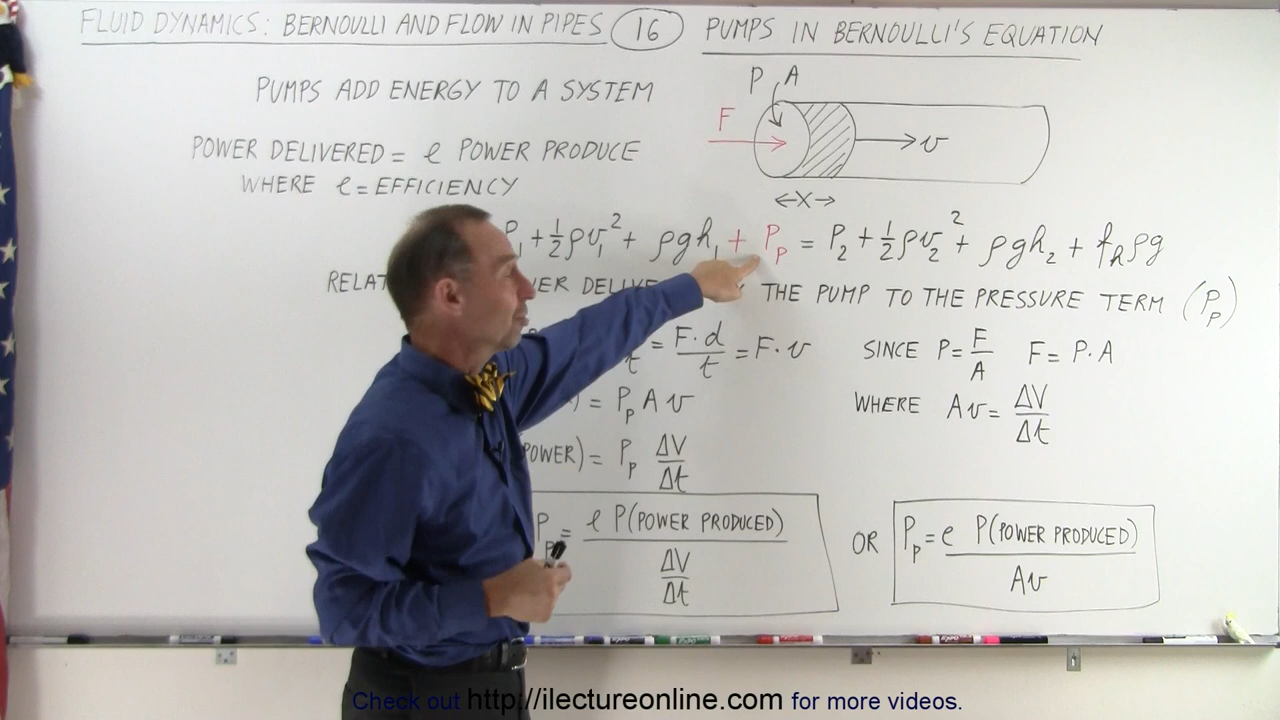 FLUID DYNAMICS: BERNOULLI AND FLOW IN PIPES 16 PUMPS IN BERNOULLI'S EQUATION
PUMPS ADD ENERGY TO A SYSTEM
P A
F
v
POWER DELIVERED = e POWER PRODUCE
WHERE e = EFFICIENCY
←X→
P₁ + ½ρv₁² + ρgh₁ + Pₚ = P₂ + ½ρv₂² + ρgh₂ + fₕρg
THE PUMP TO THE PRESSURE TERM (Pₚ)
= F·d/t = F·v
SINCE P = F/A F = P·A
) = Pₚ A v
WHERE Av = ΔV/Δt
POWER) = Pₚ ΔV/Δt
Pₚ = e P(POWER PRODUCED) / ΔV/Δt
OR Pₚ = e P(POWER PRODUCED) / Av
Check out http://ilectureonline.com for more videos.